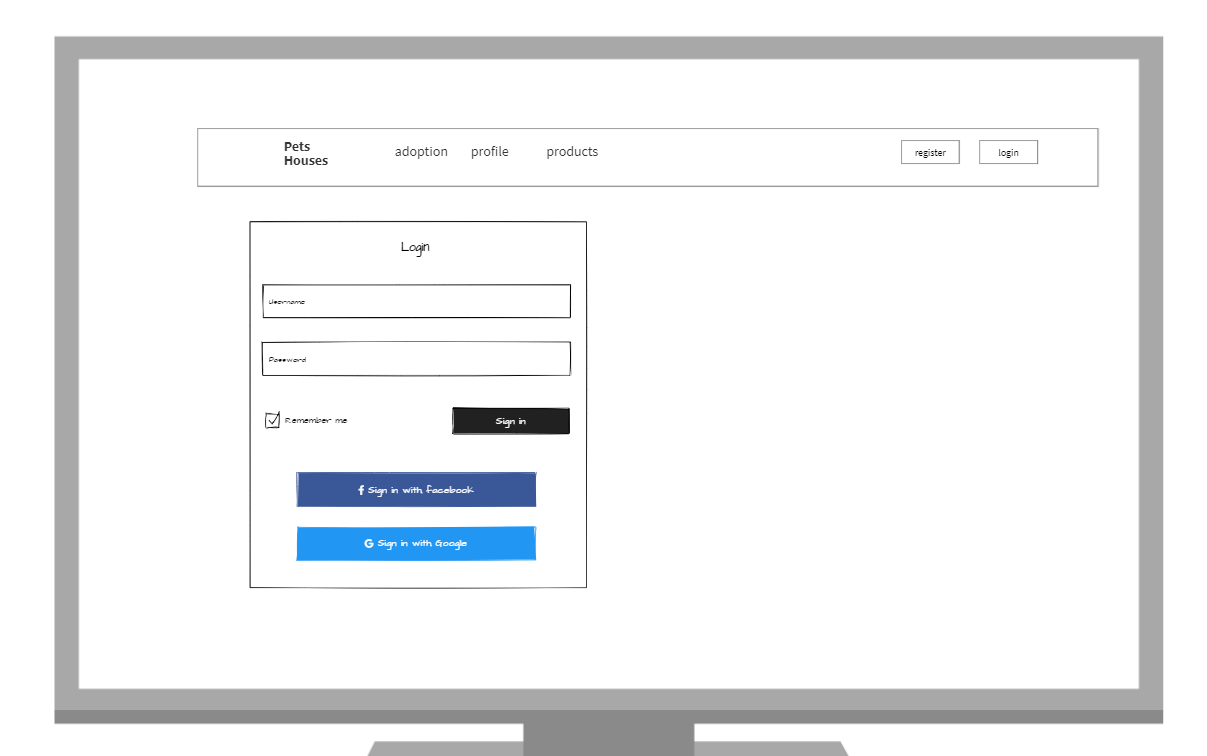 Pets
Houses
adoption profile products
register login
Login
Username
Password
Remember me
Sign in
f Sign in with facebook
G Sign in with Google